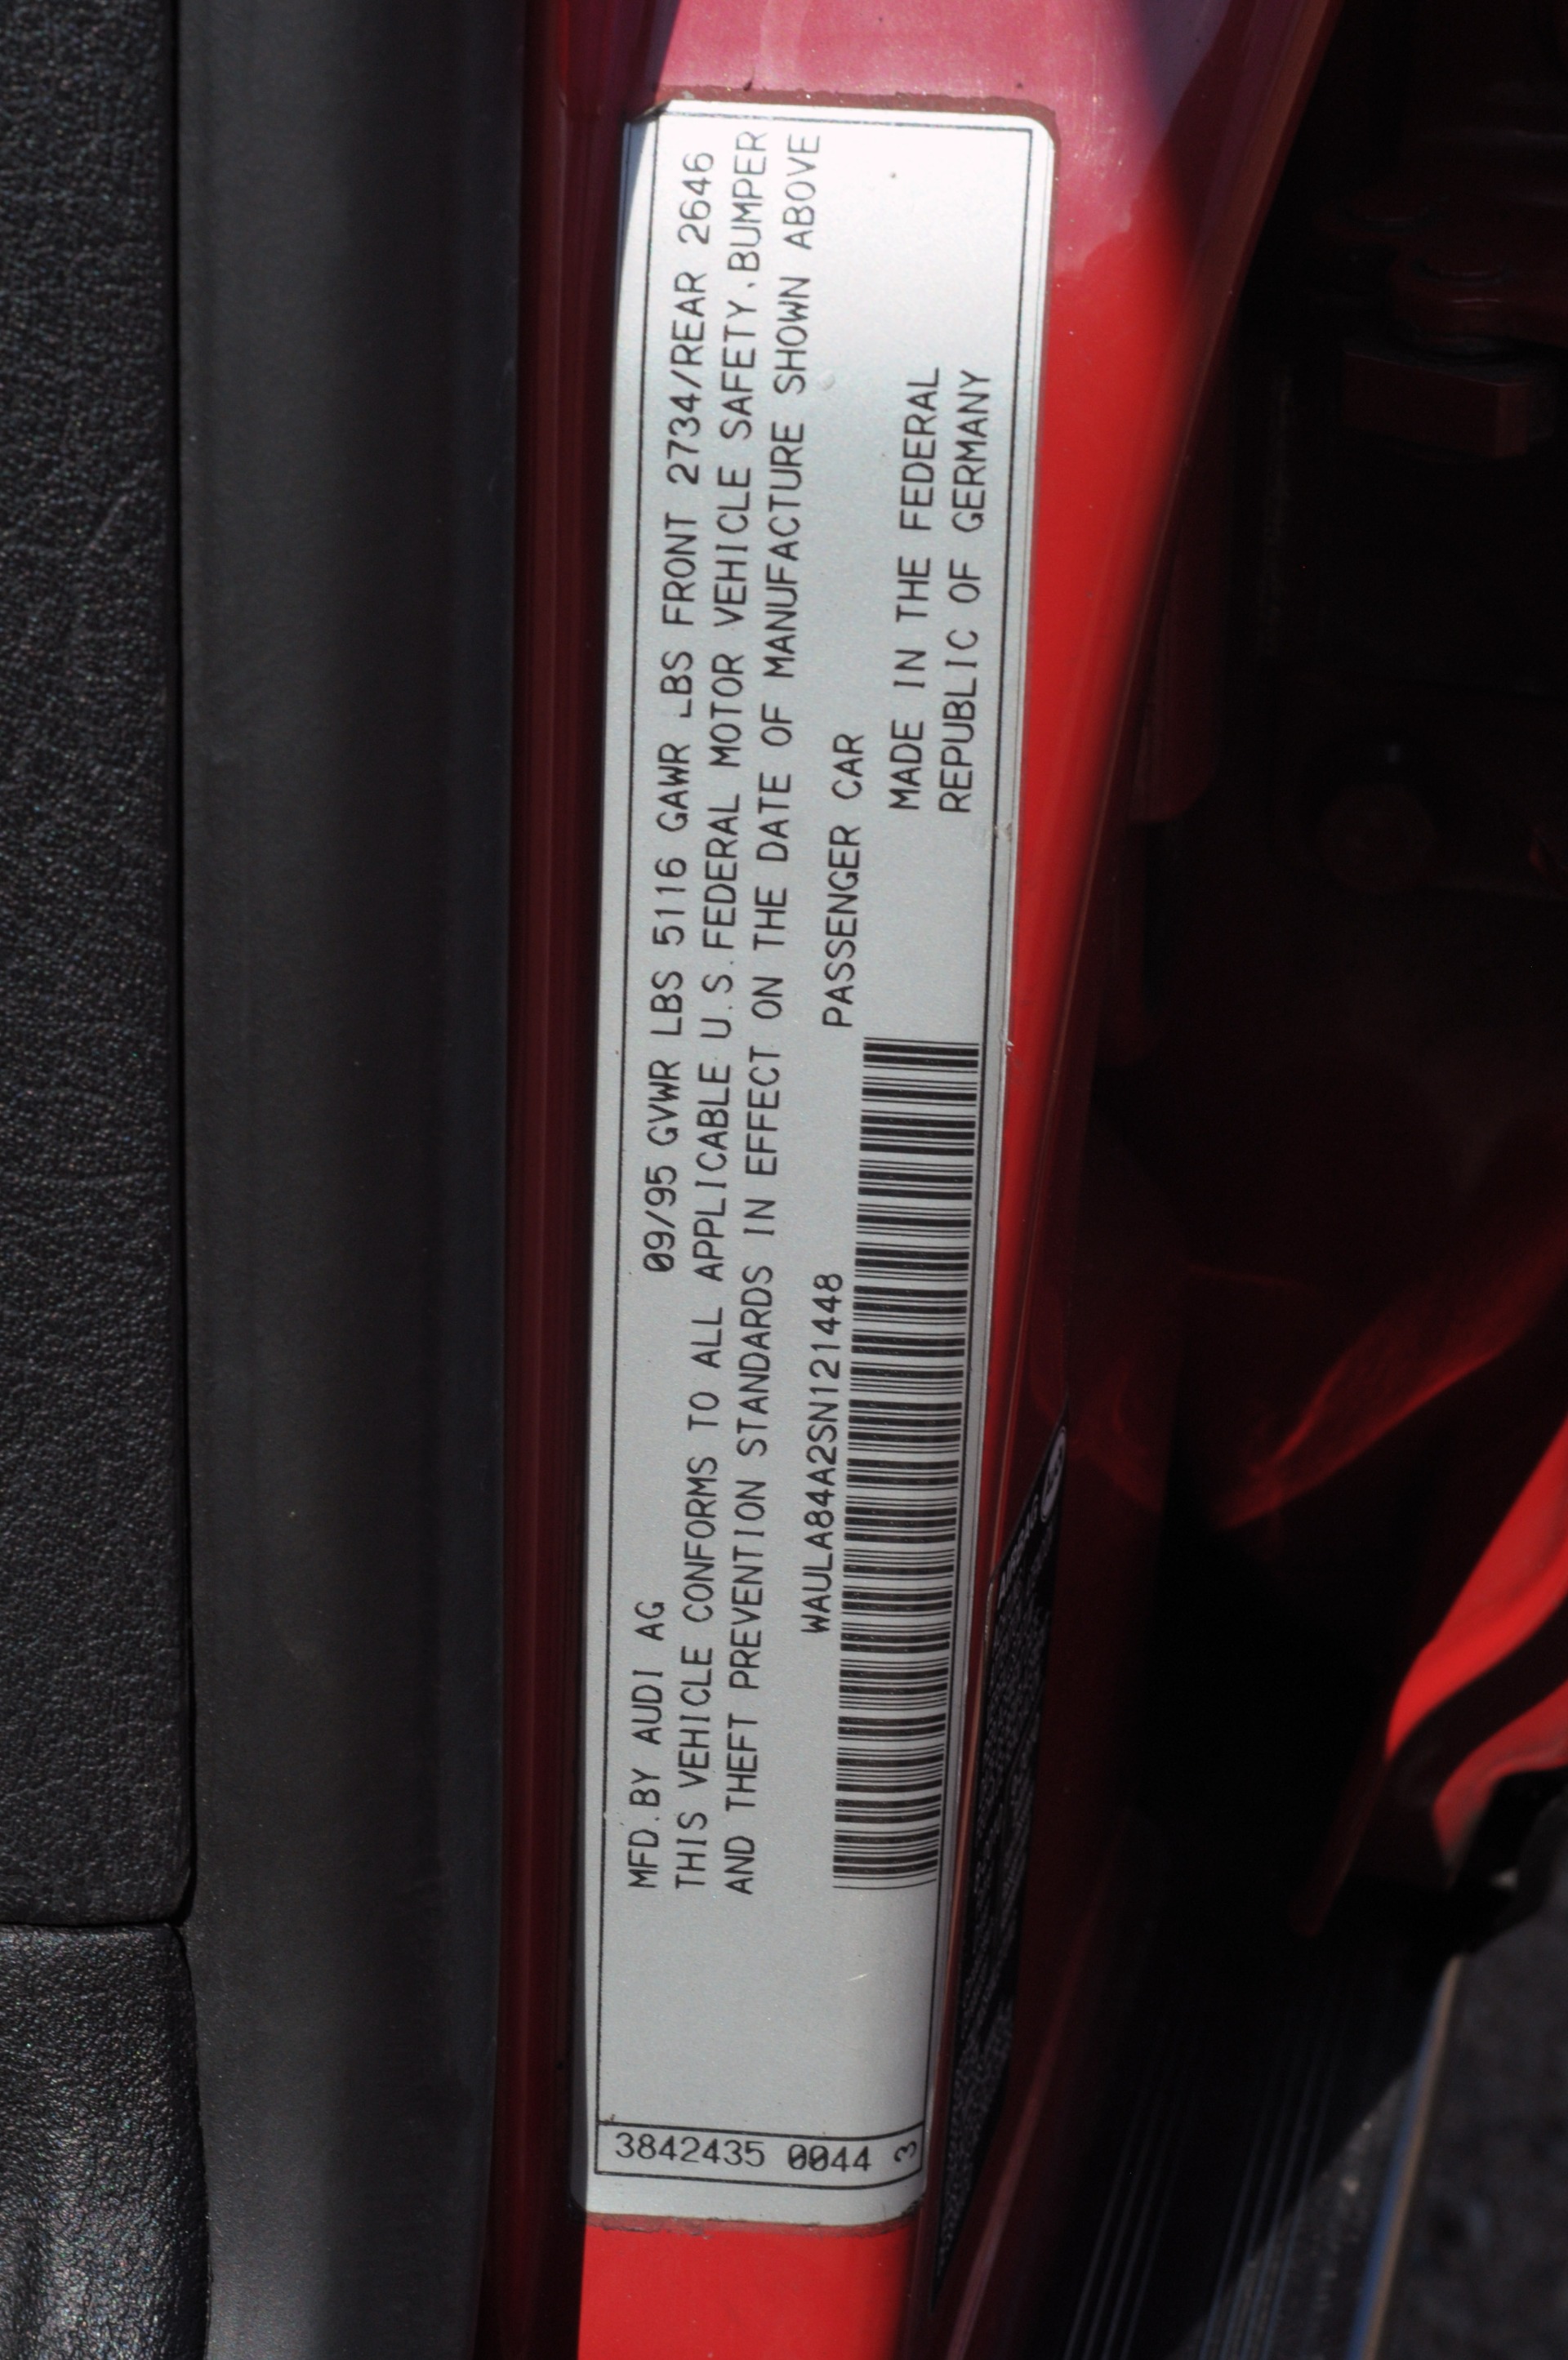 MFD.BY AUDI AG 09/95 GVWR LBS 5116 GAWR LBS FRONT 2734/REAR 2646
THIS VEHICLE CONFORMS TO ALL APPLICABLE U.S.FEDERAL MOTOR VEHICLE SAFETY,BUMPER
AND THEFT PREVENTION STANDARDS IN EFFECT ON THE DATE OF MANUFACTURE SHOWN ABOVE
WAULA84A2SN121448 PASSENGER CAR
MADE IN THE FEDERAL
REPUBLIC OF GERMANY
3842435 0044 3